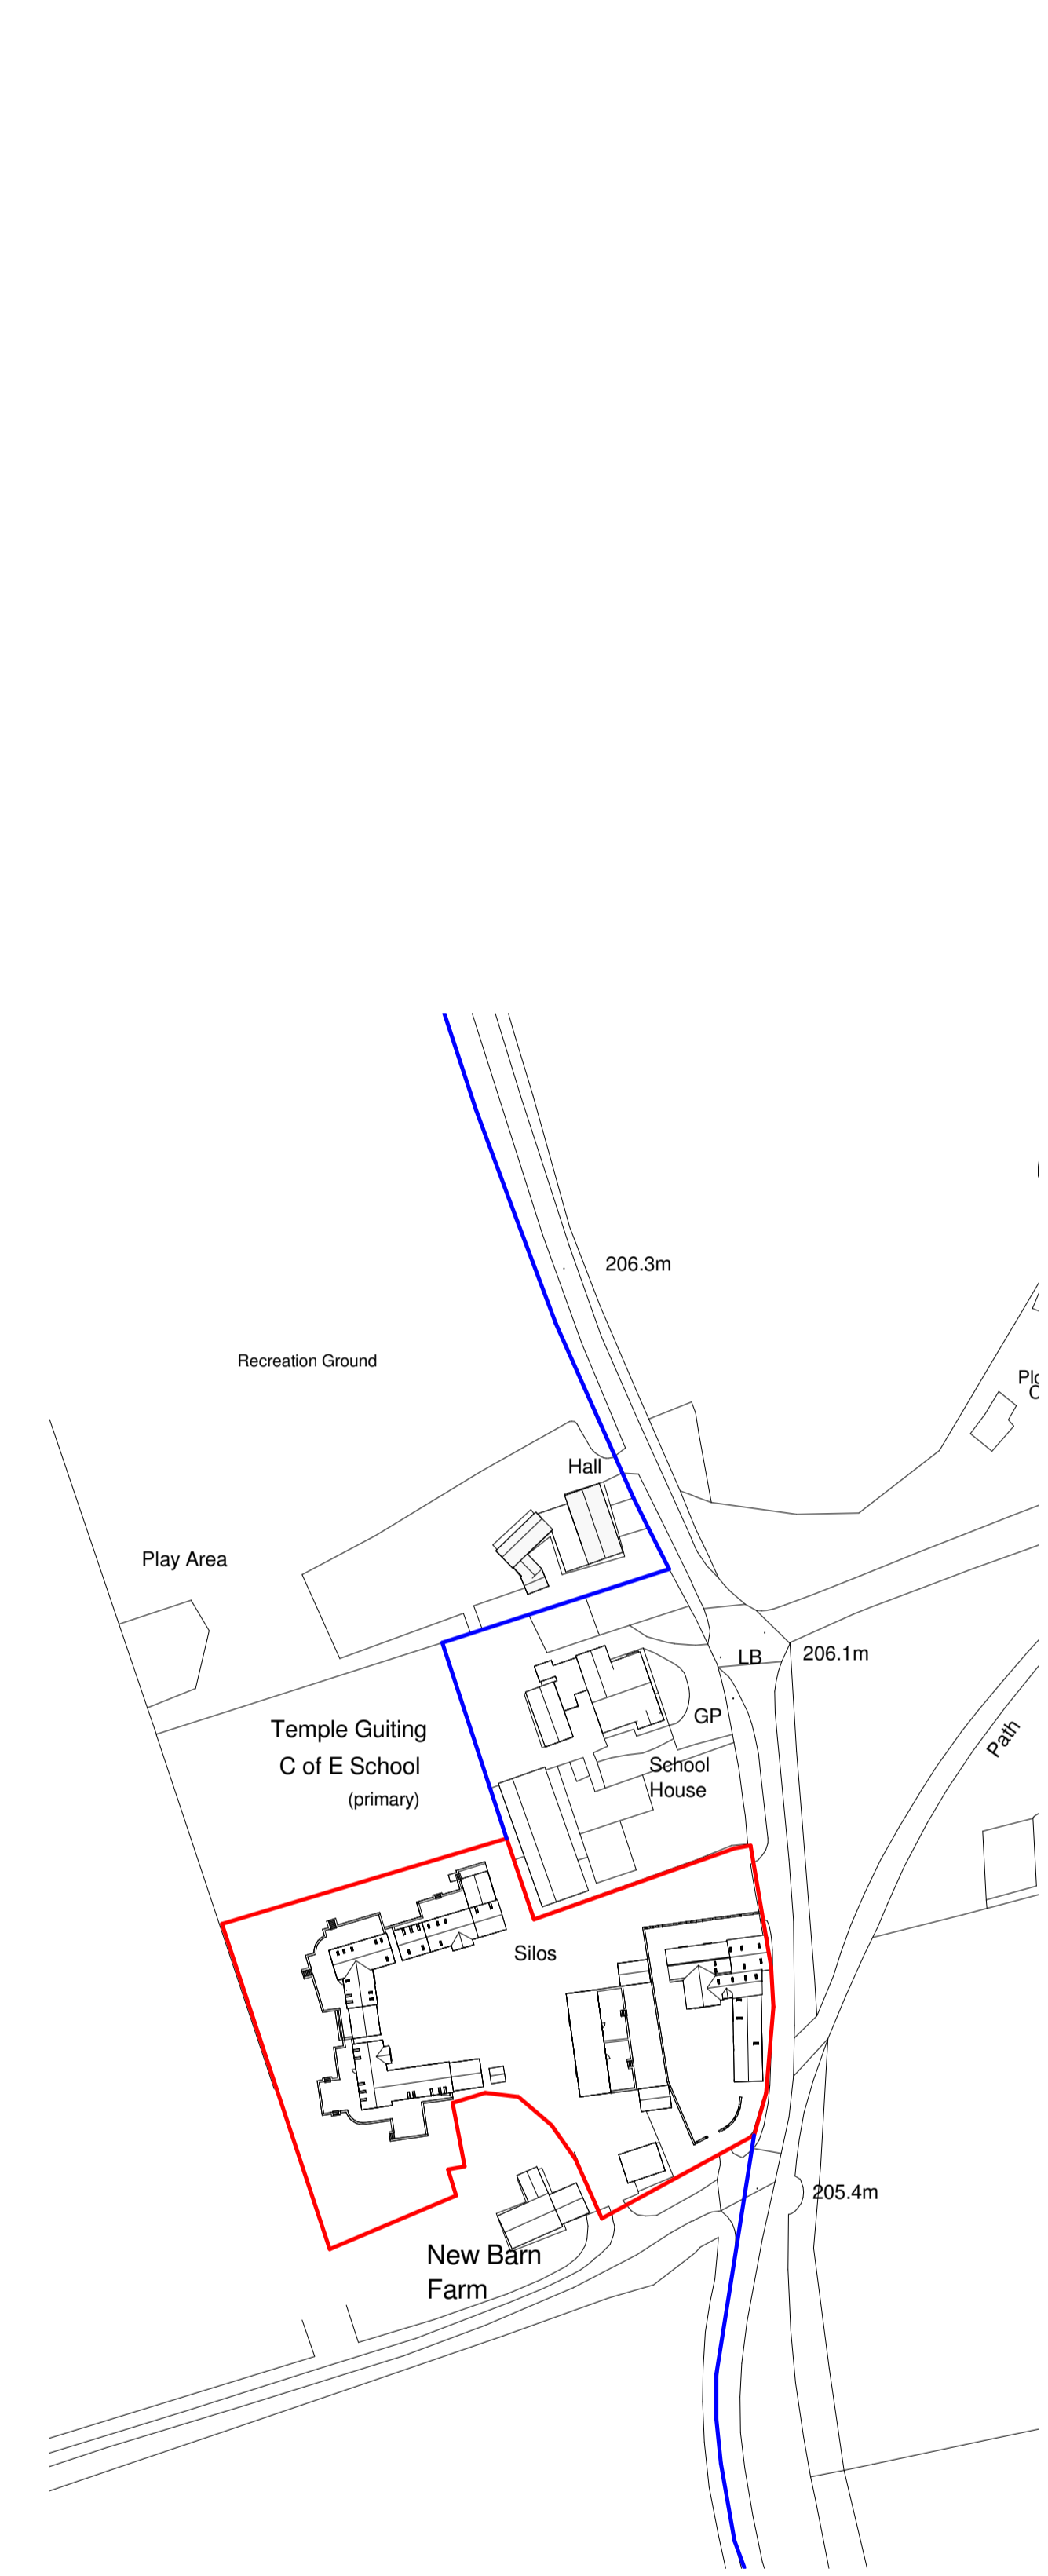 206.3m
Recreation Ground
Hall
Play Area
LB
206.1m
GP
Path
Temple Guiting
C of E School
(primary)
School
House
Silos
205.4m
New Barn
Farm